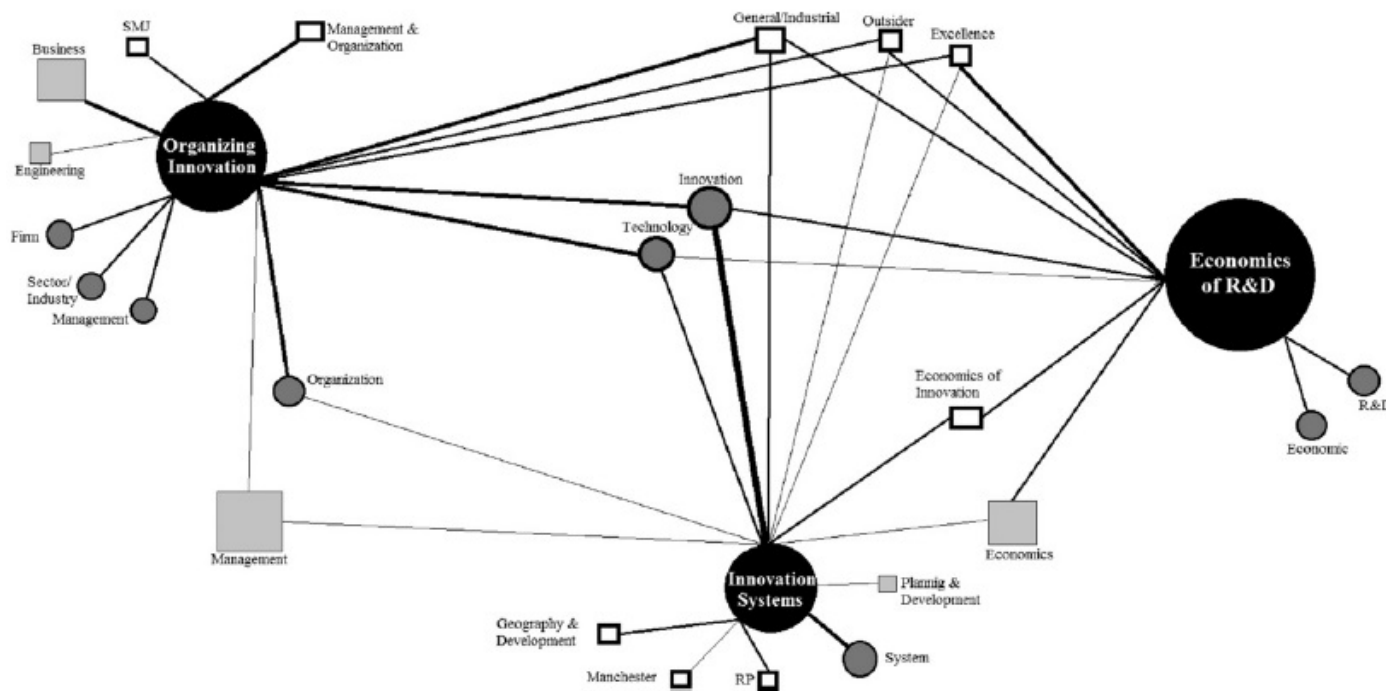 General/Industrial
Outsider
Excellence
SMJ
Management &
Organization
Business
Organizing
Innovation
Engineering
Innovation
Technology
Firm
Sector/
Industry
Management
Economics
of R&D
Organization
Economics of
Innovation
R&D
Economic
Management
Economics
Innovation
Systems
Plannig &
Development
Geography &
Development
System
Manchester
RP